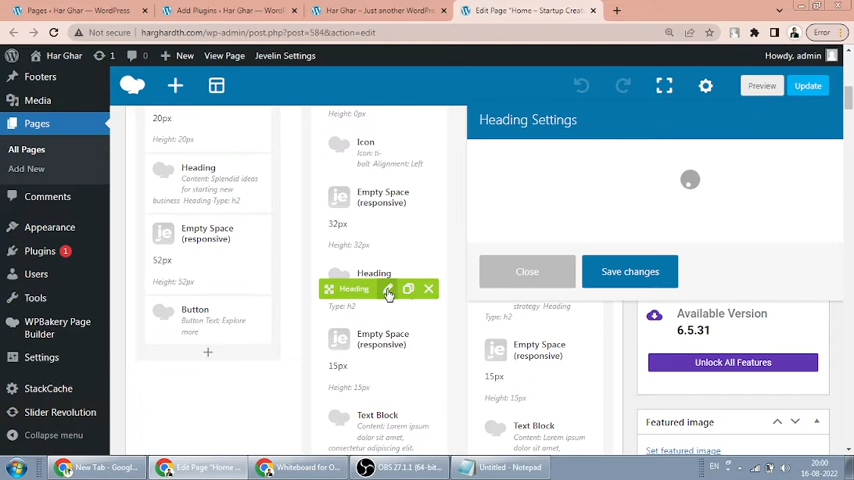 Pages ‹ Har Ghar — WordPress
Add Plugins ‹ Har Ghar — WordP
Har Ghar – Just another WordPre
Edit Page "Home – Startup Creat
Not secure
hargharth.com/wp-admin/post.php?post=584&action=edit
Error
Har Ghar
1
0
New
View Page
Jevelin Settings
Howdy, admin
Footers
Media
Pages
All Pages
Add New
Comments
Appearance
Plugins 1
Users
Tools
WPBakery Page
Builder
Settings
StackCache
Slider Revolution
Collapse menu
Preview
Update
20px
Height: 20px
Heading
Content: Splendid ideas
for starting new
business Heading Type: h2
Empty Space
(responsive)
52px
Height: 52px
Button
Button Text: Explore
more
Height: 0px
Icon
Icon: ti-
bolt Alignment: Left
Empty Space
(responsive)
32px
Height: 32px
Heading
Heading
Type: h2
Empty Space
(responsive)
15px
Height: 15px
Text Block
Content: Lorem ipsum
dolor sit amet,
consectetur adipiscing
Heading Settings
Close
Save changes
strategy Heading
Type: h2
Empty Space
(responsive)
15px
Height: 15px
Text Block
Content: Lorem ipsum
dolor sit amet,
Available Version
6.5.31
Unlock All Features
Featured image
Set featured image
New Tab - Googl...
Edit Page "Home ...
Whiteboard for O...
OBS 27.1.1 (64-bit...
Untitled - Notepad
EN
20:00
16-08-2022